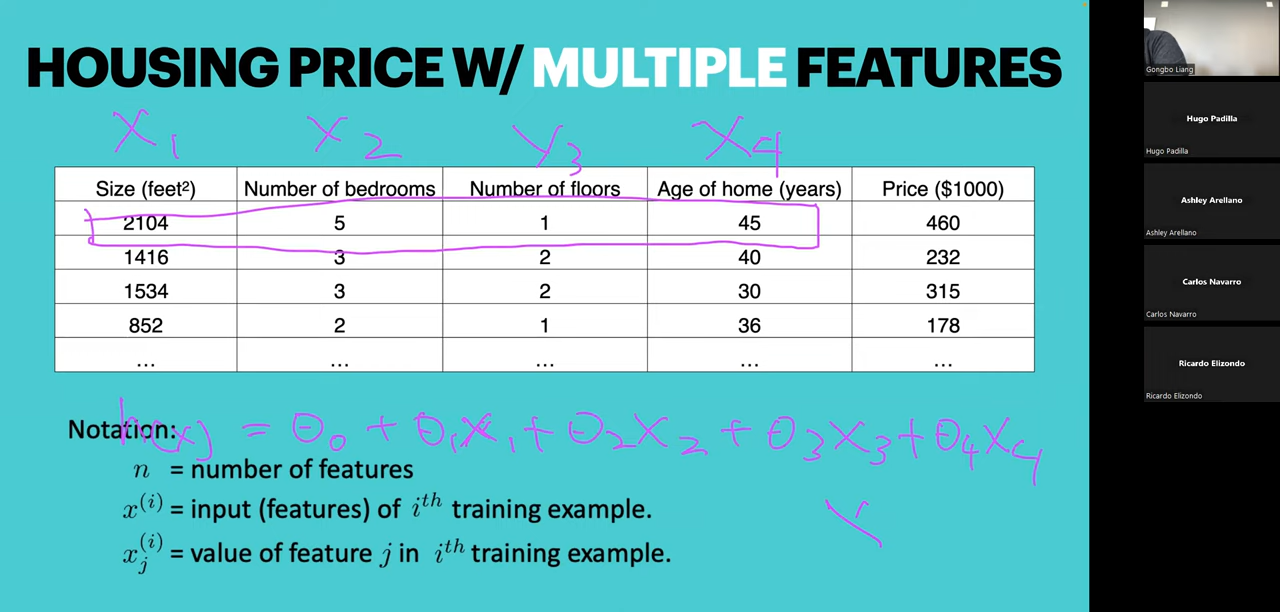 HOUSING PRICE W/ MULTIPLE FEATURES
X1 X2 X3 X4
Size (feet²) Number of bedrooms Number of floors Age of home (years) Price ($1000)
2104 5 1 45 460
1416 3 2 40 232
1534 3 2 30 315
852 2 1 36 178
... ... ... ... ...
h(x) = θ0 + θ1X1 + θ2X2 + θ3X3 + θ4X4
Notation:
n = number of features
x^(i) = input (features) of i^th training example.
x_j^(i) = value of feature j in i^th training example.
Gongbo Liang
Hugo Padilla
Hugo Padilla
Ashley Arellano
Ashley Arellano
Carlos Navarro
Carlos Navarro
Ricardo Elizondo
Ricardo Elizondo